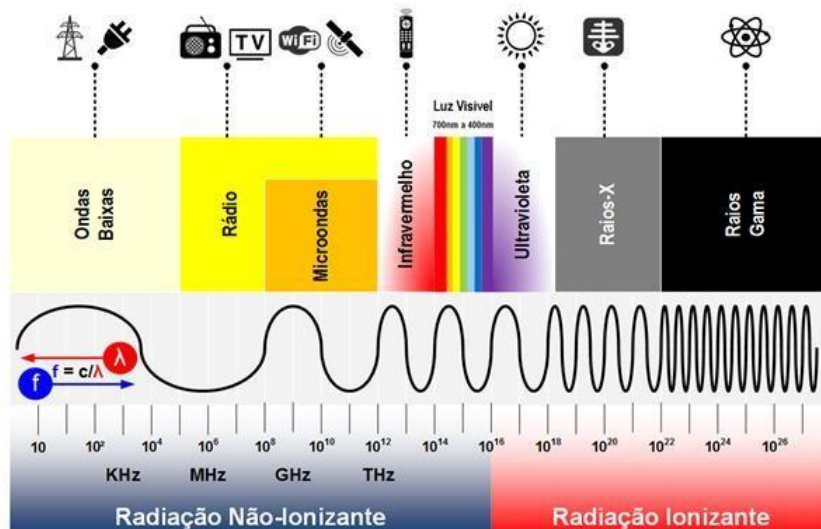 TV
WiFi
Luz Visivel
700nm a 400nm
Ondas
Baixas
Rádio
Microondas
Infravermelho
Ultravioleta
Raios-X
Raios
Gama
λ
f
f = c/λ
10 10² 10⁴ 10⁶ 10⁸ 10¹⁰ 10¹² 10¹⁴ 10¹⁶ 10¹⁸ 10²⁰ 10²² 10²⁴ 10²⁶
KHz MHz GHz THz
Radiação Não-Ionizante Radiação Ionizante